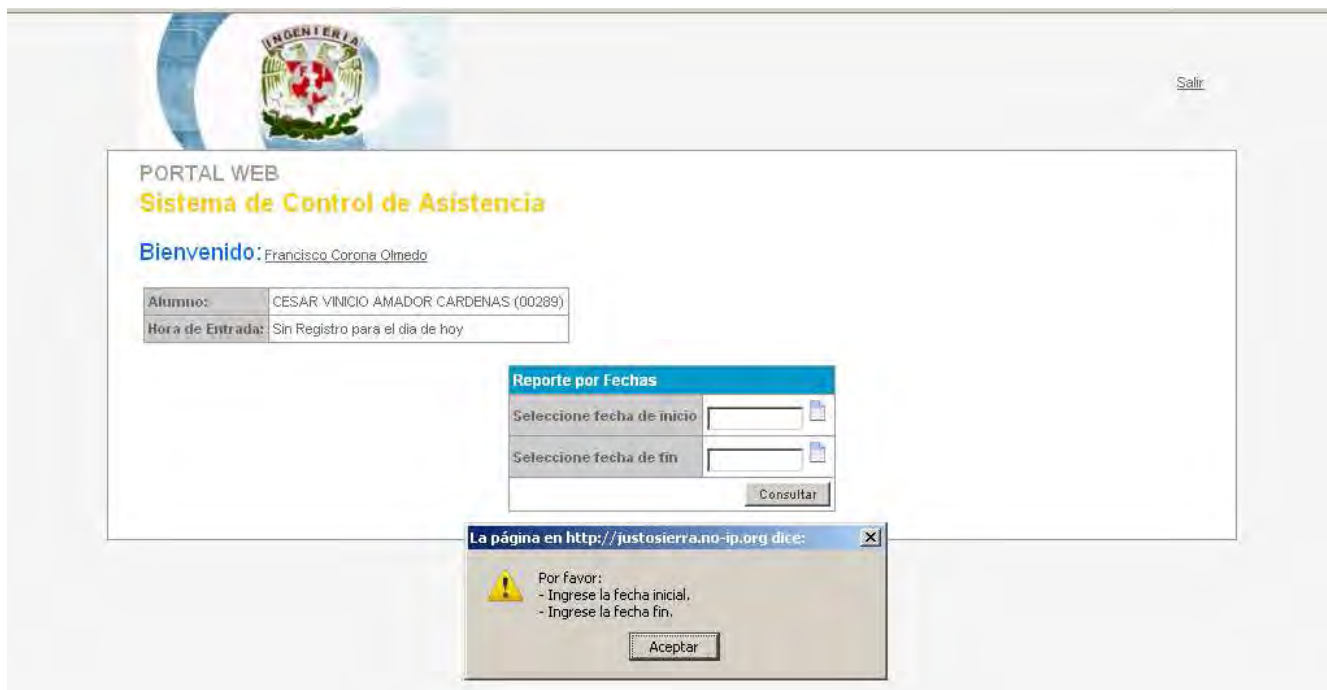 INGENIERIA
Salir
PORTAL WEB
Sistema de Control de Asistencia
Bienvenido: Francisco Corona Olmedo
Alumno: CESAR VINICIO AMADOR CARDENAS (00289)
Hora de Entrada: Sin Registro para el dia de hoy
Reporte por Fechas
Seleccione fecha de inicio
Seleccione fecha de fin
Consultar
La página en http://justosierra.no-ip.org dice:
Por favor:
- Ingrese la fecha inicial.
- Ingrese la fecha fin.
Aceptar